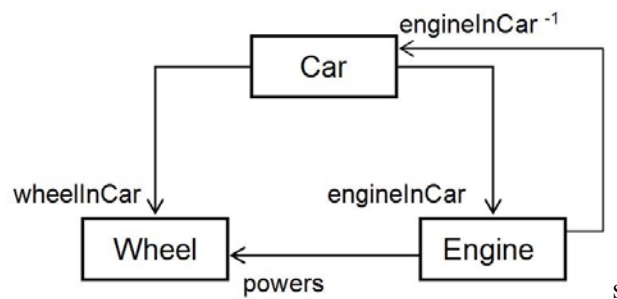 engineInCar ⁻¹
Car
wheelInCar
engineInCar
Wheel
Engine
powers
s